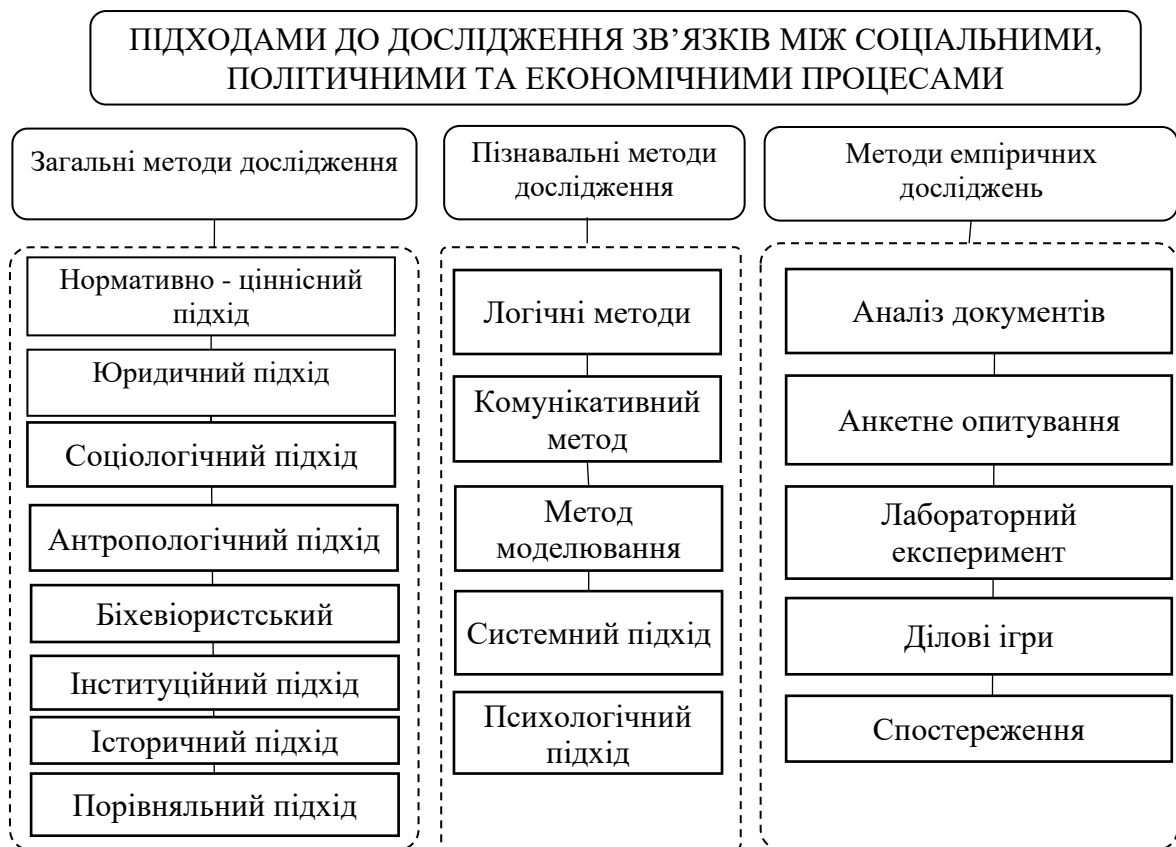 ПІДХОДАМИ ДО ДОСЛІДЖЕННЯ ЗВ’ЯЗКІВ МІЖ СОЦІАЛЬНИМИ,
ПОЛІТИЧНИМИ ТА ЕКОНОМІЧНИМИ ПРОЦЕСАМИ
Загальні методи дослідження
Нормативно - ціннісний
підхід
Юридичний підхід
Соціологічний підхід
Антропологічний підхід
Біхевіористський
Інституційний підхід
Історичний підхід
Порівняльний підхід
Пізнавальні методи
дослідження
Логічні методи
Комунікативний
метод
Метод
моделювання
Системний підхід
Психологічний
підхід
Методи емпіричних
досліджень
Аналіз документів
Анкетне опитування
Лабораторний
експеримент
Ділові ігри
Спостереження